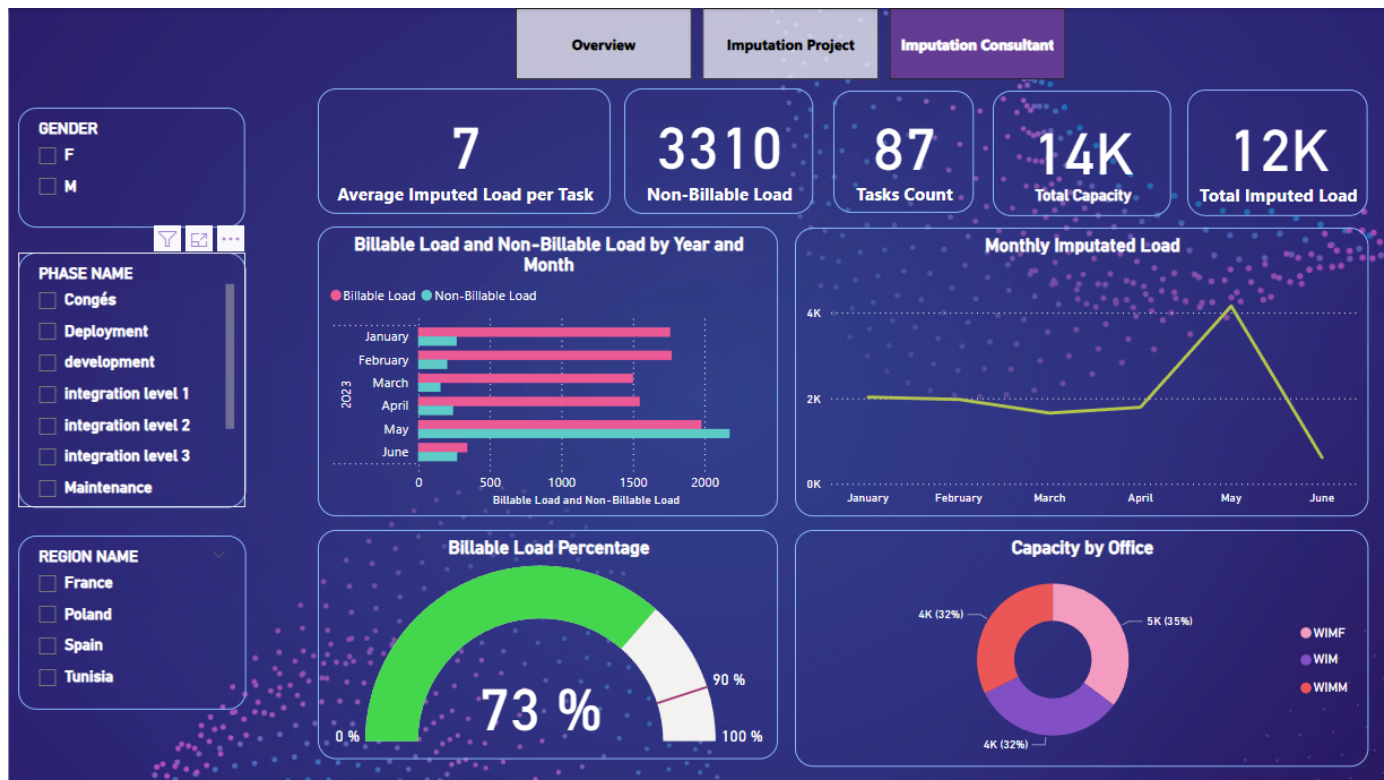 Overview
Imputation Project
Imputation Consultant
GENDER
F
M
7
Average Imputed Load per Task
3310
Non-Billable Load
87
Tasks Count
14K
Total Capacity
12K
Total Imputed Load
PHASE NAME
Congés
Deployment
development
integration level 1
integration level 2
integration level 3
Maintenance
REGION NAME
France
Poland
Spain
Tunisia
Billable Load and Non-Billable Load by Year and
Month
Billable Load
Non-Billable Load
2023
January
February
March
April
May
June
0
500
1000
1500
2000
Billable Load and Non-Billable Load
Monthly Imputated Load
4K
2K
0K
January
February
March
April
May
June
Billable Load Percentage
73 %
0 %
90 %
100 %
Capacity by Office
4K (32%)
5K (35%)
4K (32%)
WIMF
WIM
WIMM